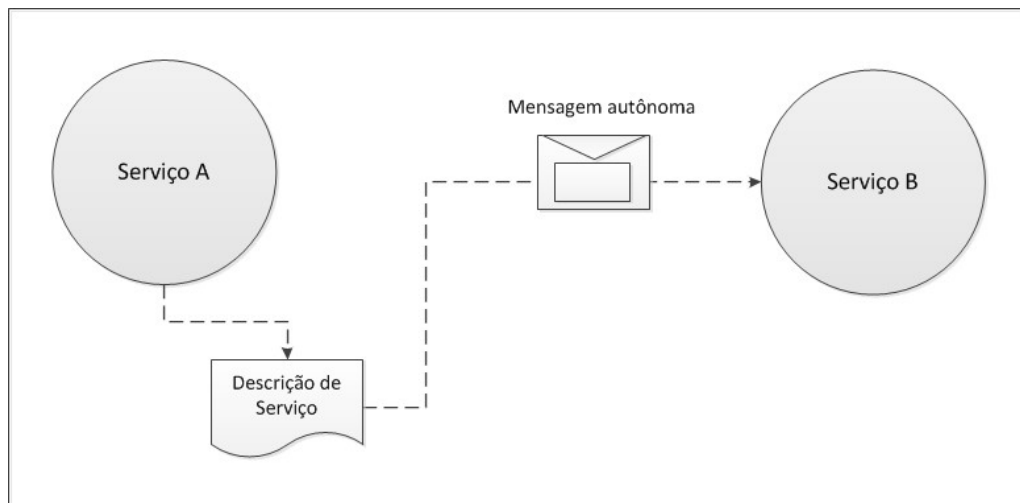 Mensagem autônoma
Serviço A
Serviço B
Descrição de
Serviço